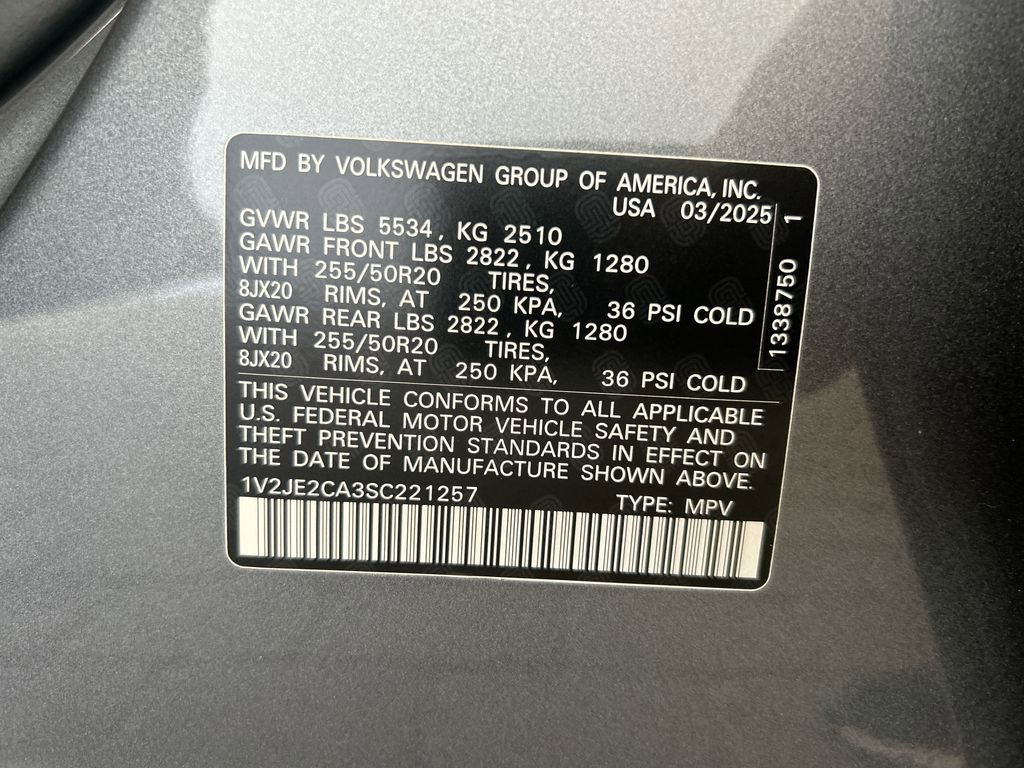 MFD BY VOLKSWAGEN GROUP OF AMERICA, INC.
USA 03/2025
GVWR LBS 5534, KG 2510
GAWR FRONT LBS 2822, KG 1280
WITH 255/50R20 TIRES,
8JX20 RIMS, AT 250 KPA, 36 PSI COLD
GAWR REAR LBS 2822, KG 1280
WITH 255/50R20 TIRES,
8JX20 RIMS, AT 250 KPA, 36 PSI COLD
1338750 1
THIS VEHICLE CONFORMS TO ALL APPLICABLE
U.S. FEDERAL MOTOR VEHICLE SAFETY AND
THEFT PREVENTION STANDARDS IN EFFECT ON
THE DATE OF MANUFACTURE SHOWN ABOVE.
1V2JE2CA3SC221257 TYPE: MPV